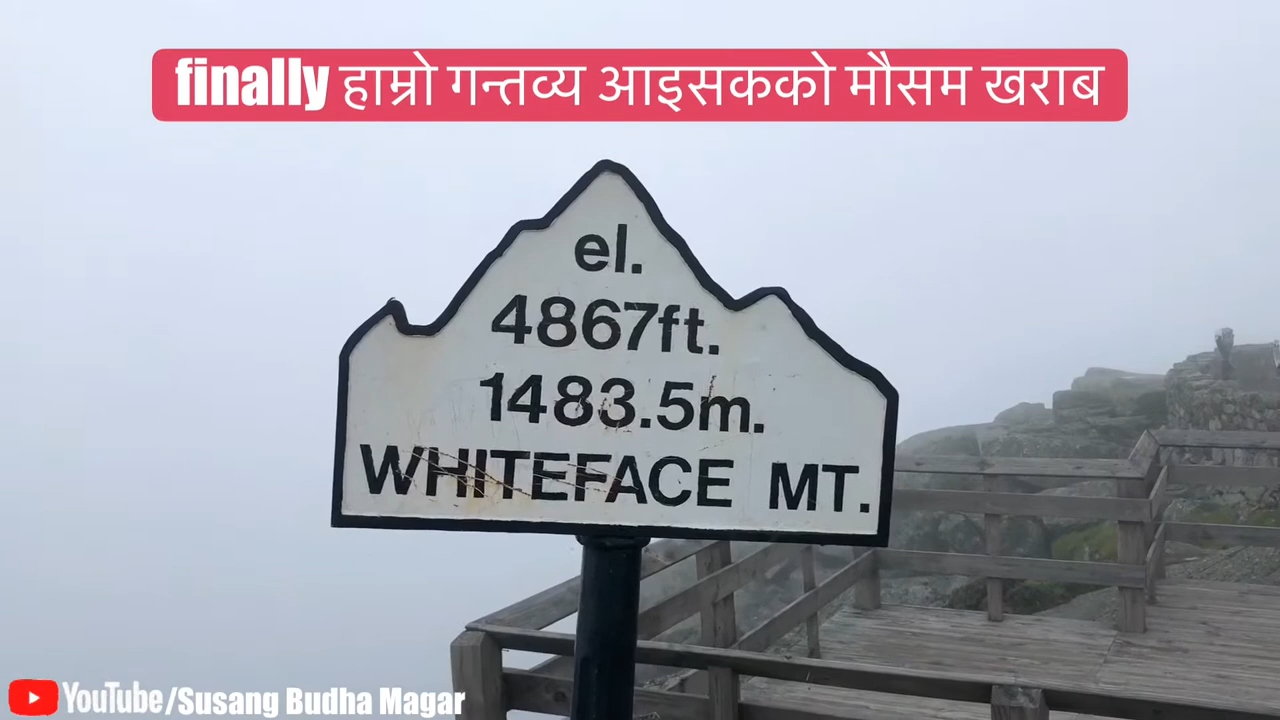 finally हाम्रो गन्तव्य आइसकको मौसम खराब
el.
4867ft.
1483.5m.
WHITEFACE MT.
YouTube/Susang Budha Magar